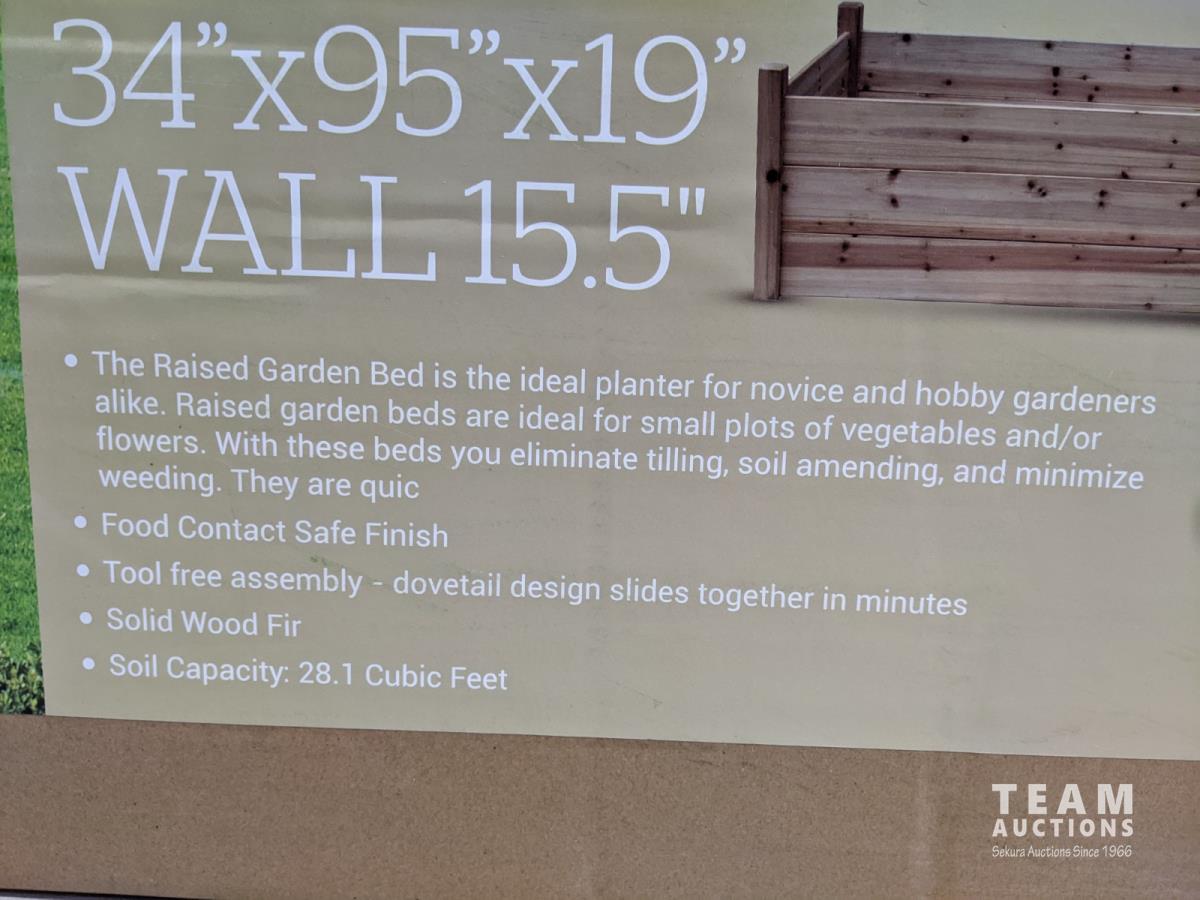 34”x95”x19”
WALL 15.5"
• The Raised Garden Bed is the ideal planter for novice and hobby gardeners
alike. Raised garden beds are ideal for small plots of vegetables and/or
flowers. With these beds you eliminate tilling, soil amending, and minimize
weeding. They are quic
• Food Contact Safe Finish
• Tool free assembly - dovetail design slides together in minutes
• Solid Wood Fir
• Soil Capacity: 28.1 Cubic Feet
TEAM
AUCTIONS
Sekura Auctions Since 1966